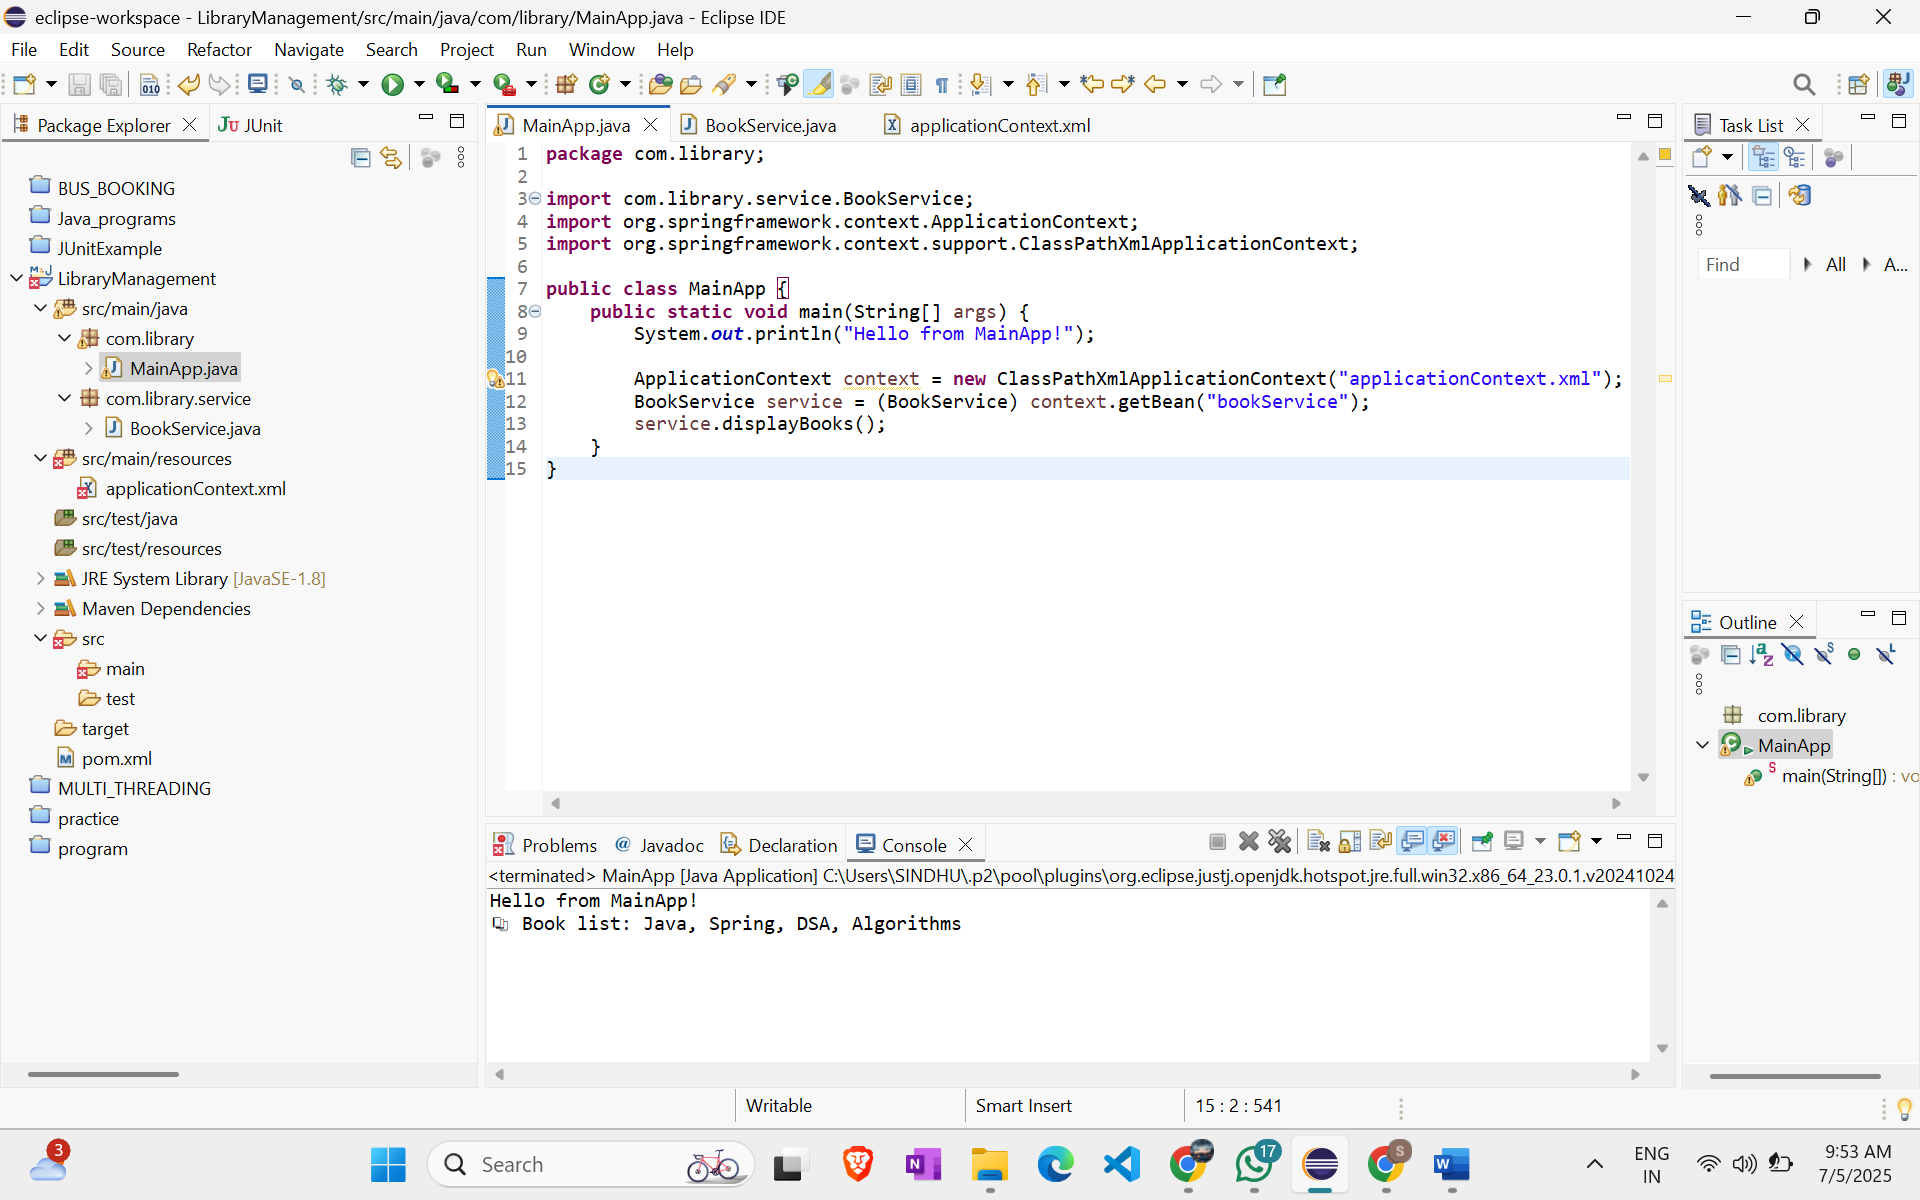 eclipse-workspace - LibraryManagement/src/main/java/com/library/MainApp.java - Eclipse IDE
File Edit Source Refactor Navigate Search Project Run Window Help
Package Explorer
JUnit
BUS_BOOKING
Java_programs
JUnitExample
LibraryManagement
src/main/java
com.library
MainApp.java
com.library.service
BookService.java
src/main/resources
applicationContext.xml
src/test/java
src/test/resources
JRE System Library [JavaSE-1.8]
Maven Dependencies
src
main
test
target
pom.xml
MULTI_THREADING
practice
program
MainApp.java BookService.java applicationContext.xml
1 package com.library;
2
3 import com.library.service.BookService;
4 import org.springframework.context.ApplicationContext;
5 import org.springframework.context.support.ClassPathXmlApplicationContext;
6
7 public class MainApp {
8 public static void main(String[] args) {
9 System.out.println("Hello from MainApp!");
10
11 ApplicationContext context = new ClassPathXmlApplicationContext("applicationContext.xml");
12 BookService service = (BookService) context.getBean("bookService");
13 service.displayBooks();
14 }
15 }
Problems @ Javadoc Declaration Console
<terminated> MainApp [Java Application] C:\Users\SINDHU\.p2\pool\plugins\org.eclipse.justj.openjdk.hotspot.jre.full.win32.x86_64_23.0.1.v20241024
Hello from MainApp!
Book list: Java, Spring, DSA, Algorithms
Task List
Find All A...
Outline
com.library
MainApp
main(String[]) : vo
Writable Smart Insert 15 : 2 : 541
3
Search
17
S
ENG
IN
9:53 AM
7/5/2025